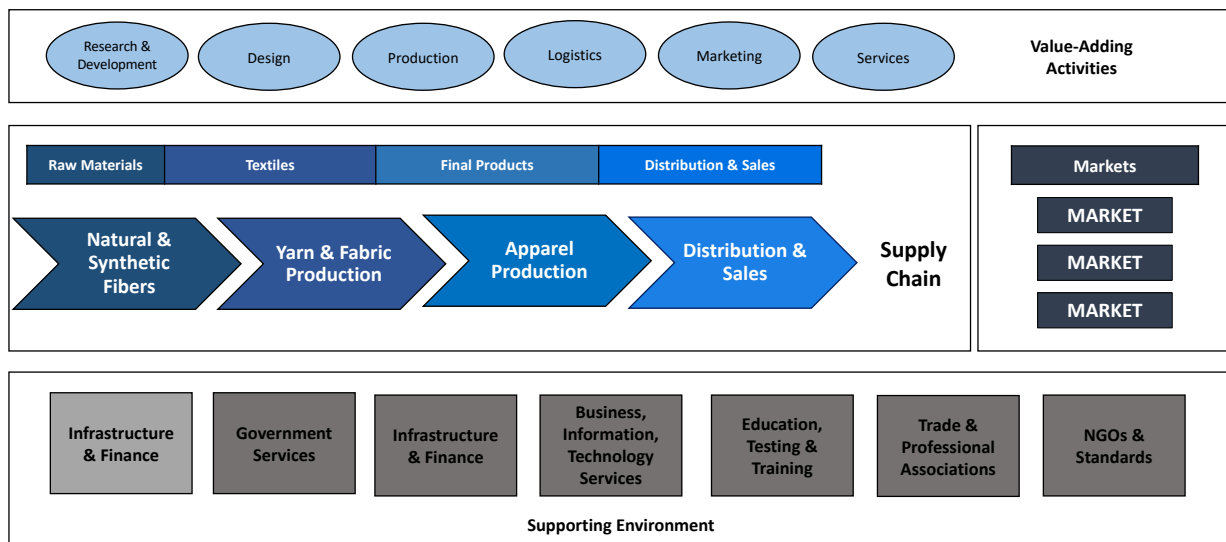 Research &
Development
Design
Production
Logistics
Marketing
Services
Value-Adding
Activities
Raw Materials
Textiles
Final Products
Distribution & Sales
Natural &
Synthetic
Fibers
Yarn & Fabric
Production
Apparel
Production
Distribution &
Sales
Supply
Chain
Markets
MARKET
MARKET
MARKET
Infrastructure
& Finance
Government
Services
Infrastructure
& Finance
Business,
Information,
Technology
Services
Education,
Testing &
Training
Trade &
Professional
Associations
NGOs &
Standards
Supporting Environment